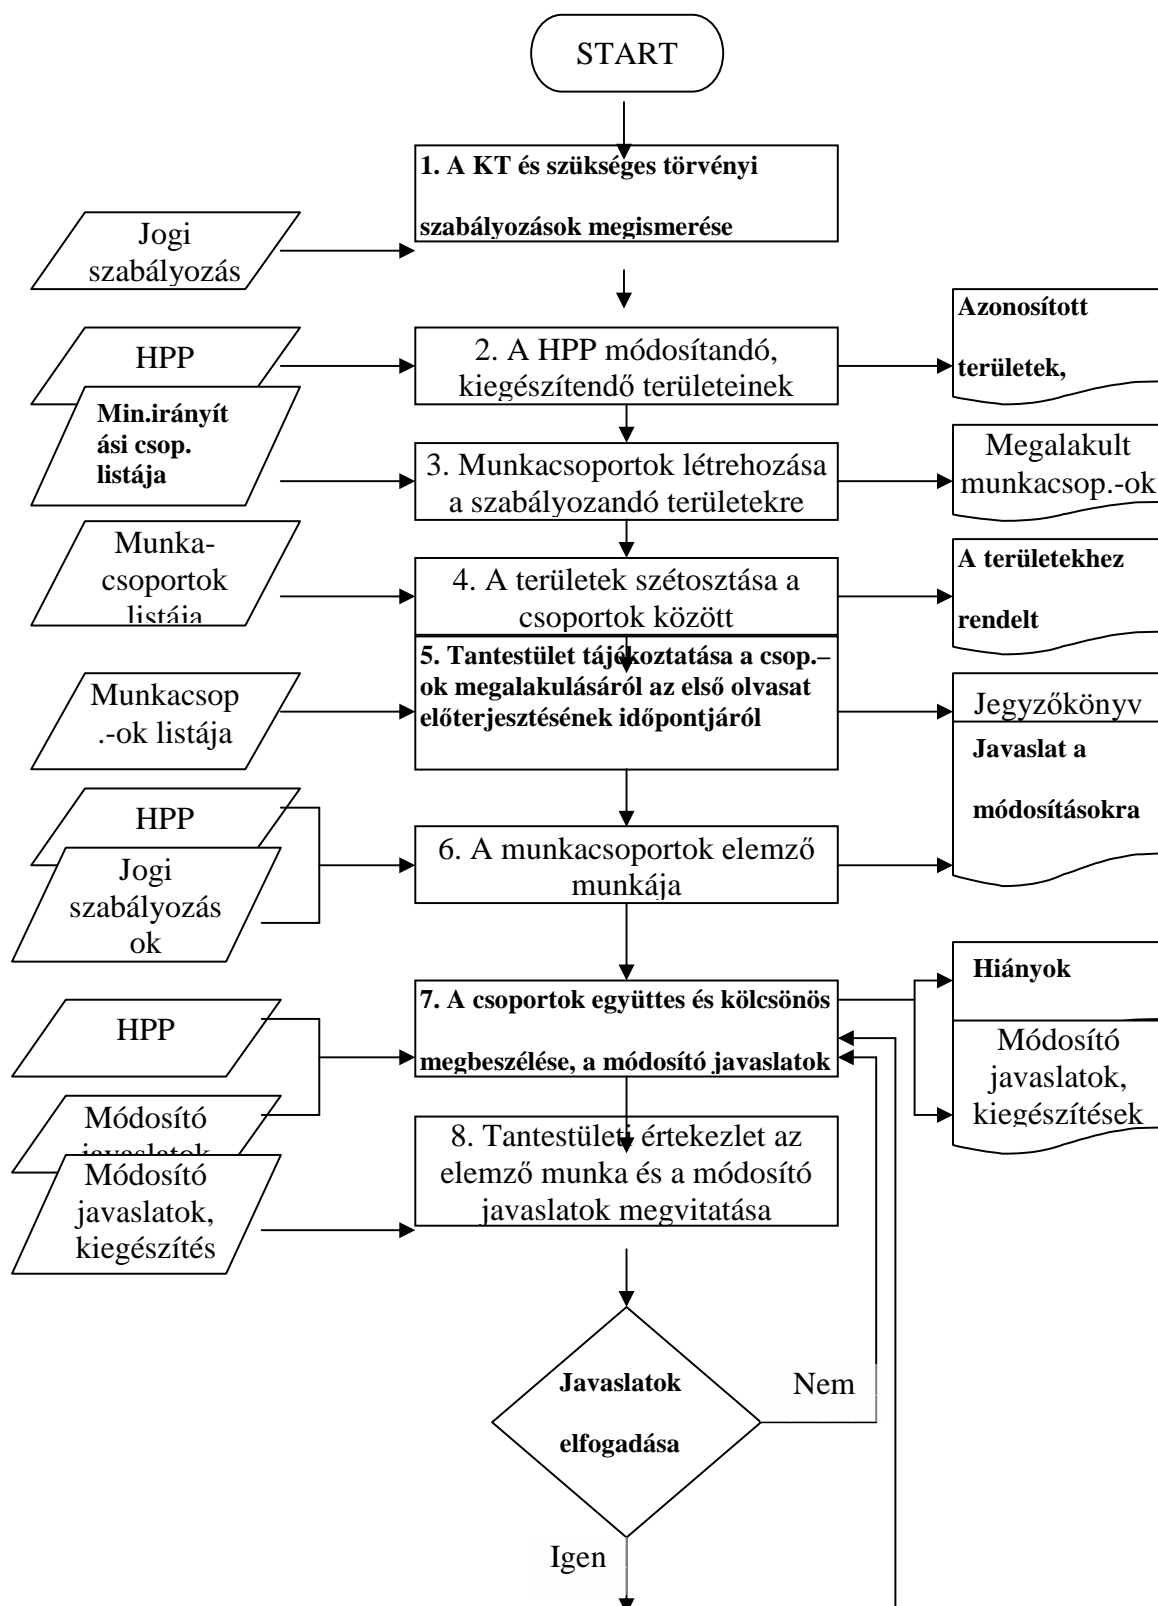 START
1. A KT és szükséges törvényi
szabályozások megismerése
Jogi
szabályozás
HPP
2. A HPP módosítandó,
kiegészítendő területeinek
Azonosított
területek,
Min.irányít
ási csop.
listája
3. Munkacsoportok létrehozása
a szabályozandó területekre
Megalakult
munkacsop.-ok
Munka-
csoportok
listája
4. A területek szétosztása a
csoportok között
A területekhez
rendelt
5. Tantestület tájékoztatása a csop.–
ok megalakulásáról az első olvasat
előterjesztésének időpontjáról
Munkacsop
.-ok listája
Jegyzőkönyv
Javaslat a
módosításokra
HPP
Jogi
szabályozás
ok
6. A munkacsoportok elemző
munkája
7. A csoportok együttes és kölcsönös
megbeszélése, a módosító javaslatok
Hiányok
HPP
Módosító
javaslatok,
kiegészítések
Módosító
javaslatok
8. Tantestületi értekezlet az
elemző munka és a módosító
javaslatok megvitatása
Módosító
javaslatok,
kiegészítés
Javaslatok
elfogadása
Nem
Igen